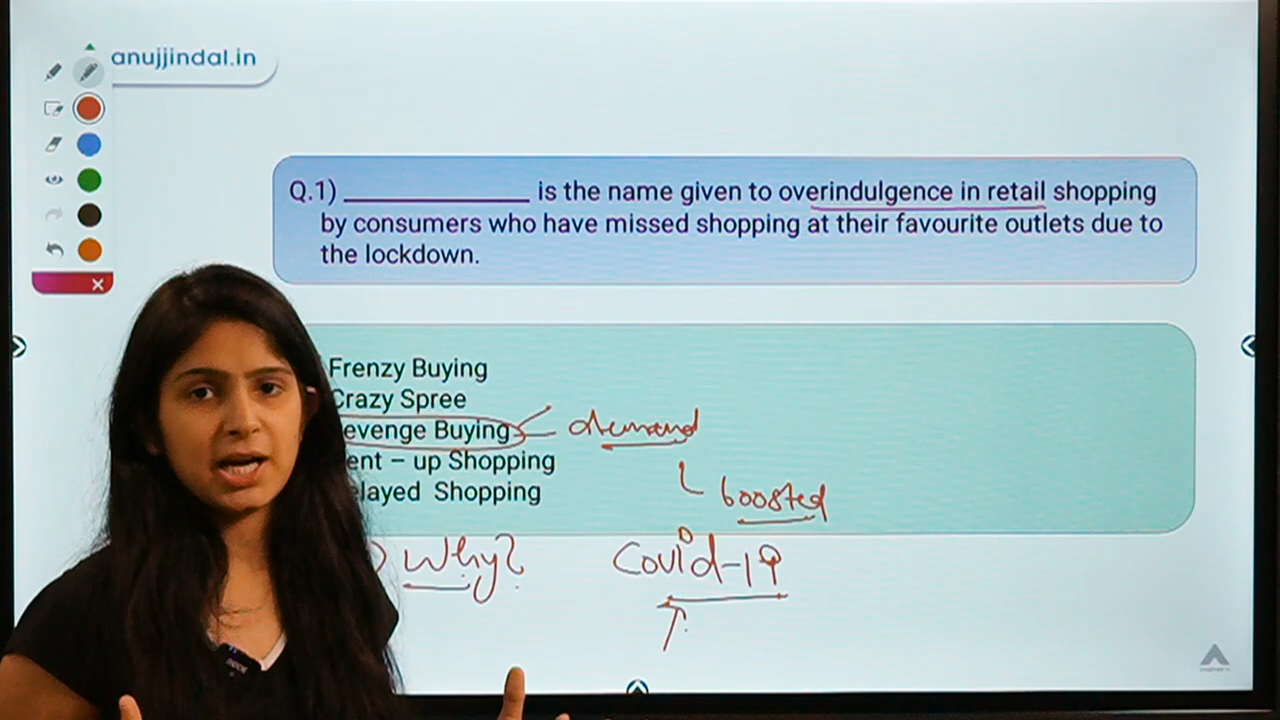 anujjindal.in
Q.1) __________ is the name given to overindulgence in retail shopping
by consumers who have missed shopping at their favourite outlets due to
the lockdown.
Frenzy Buying
Crazy Spree
evenge Buying
demand
ent – up Shopping
elayed Shopping
boosted
Why?
Covid-19